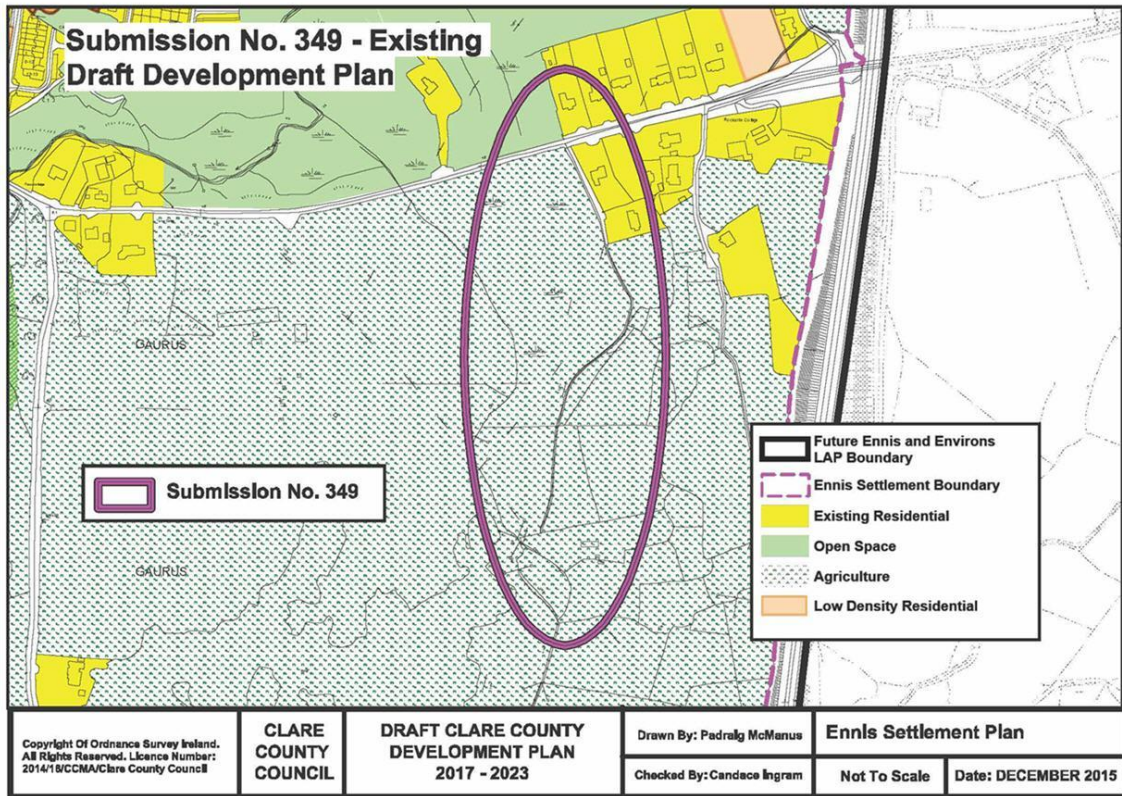 Submission No. 349 - Existing
Draft Development Plan
GAURUS
Submission No. 349
GAURUS
Future Ennis and Environs
LAP Boundary
Ennis Settlement Boundary
Existing Residential
Open Space
Agriculture
Low Density Residential
Copyright Of Ordnance Survey Ireland.
All Rights Reserved. Licence Number:
2014/16/CCMA/Clare County Council
CLARE
COUNTY
COUNCIL
DRAFT CLARE COUNTY
DEVELOPMENT PLAN
2017 - 2023
Drawn By: Padraig McManus
Checked By: Candace Ingram
Ennis Settlement Plan
Not To Scale
Date: DECEMBER 2015